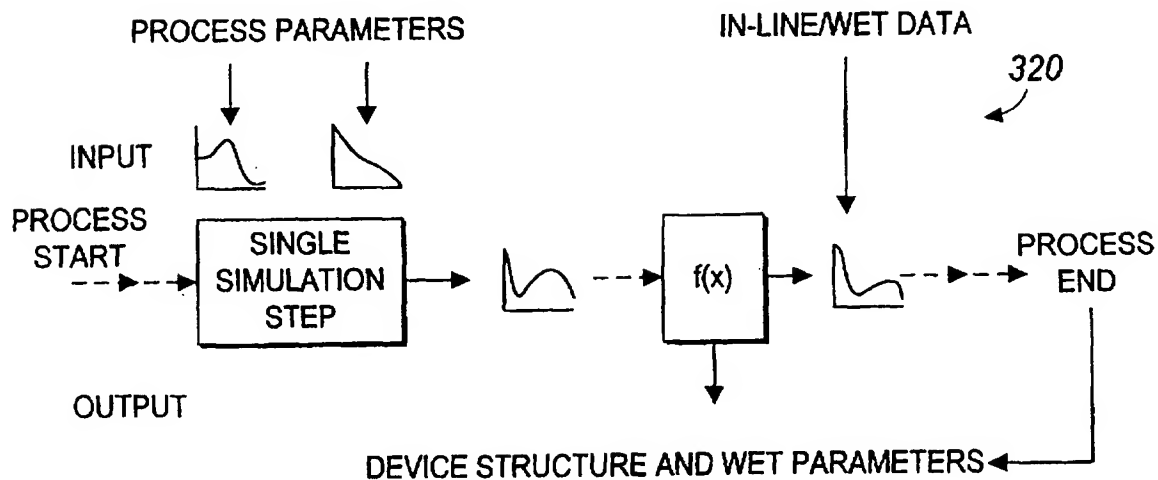 PROCESS PARAMETERS
IN-LINE/WET DATA
320
INPUT
PROCESS
START
SINGLE
SIMULATION
STEP
f(x)
PROCESS
END
OUTPUT
DEVICE STRUCTURE AND WET PARAMETERS